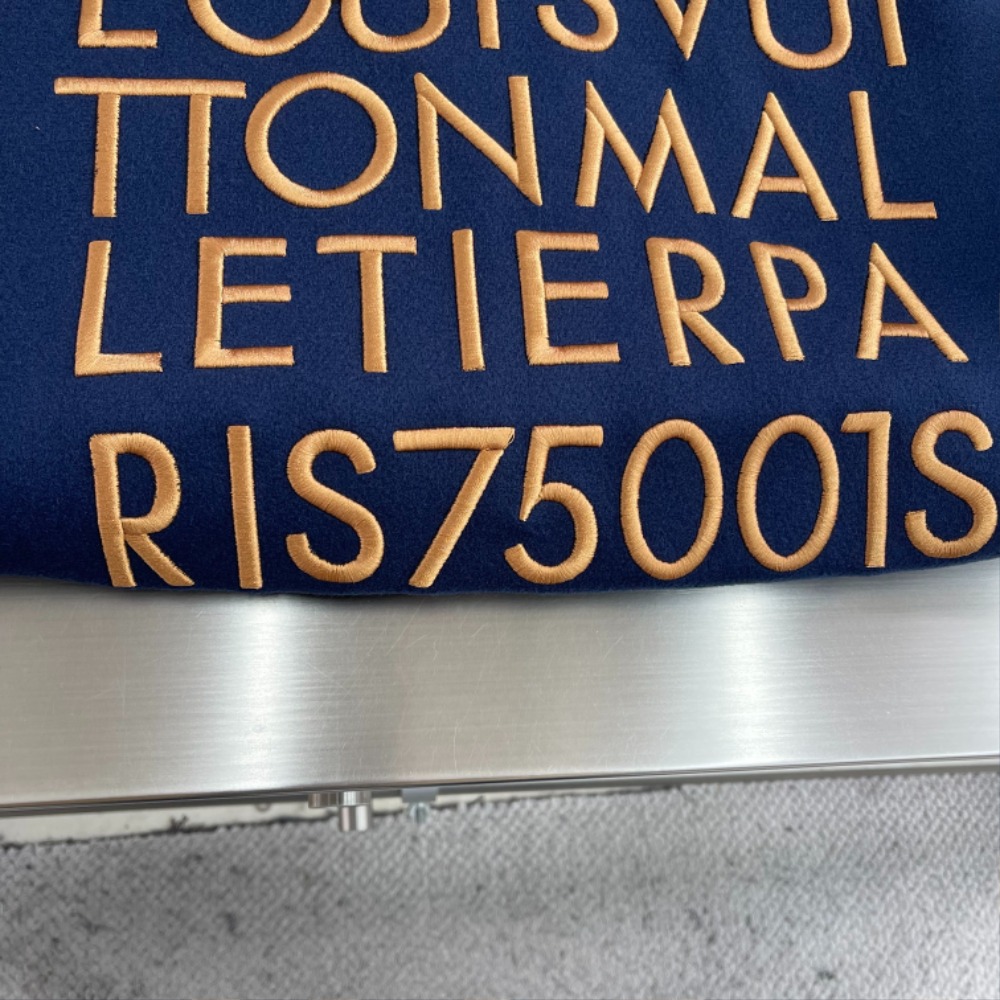 LOUISVUI
TTONMAL
LETIERPA
RIS75001S